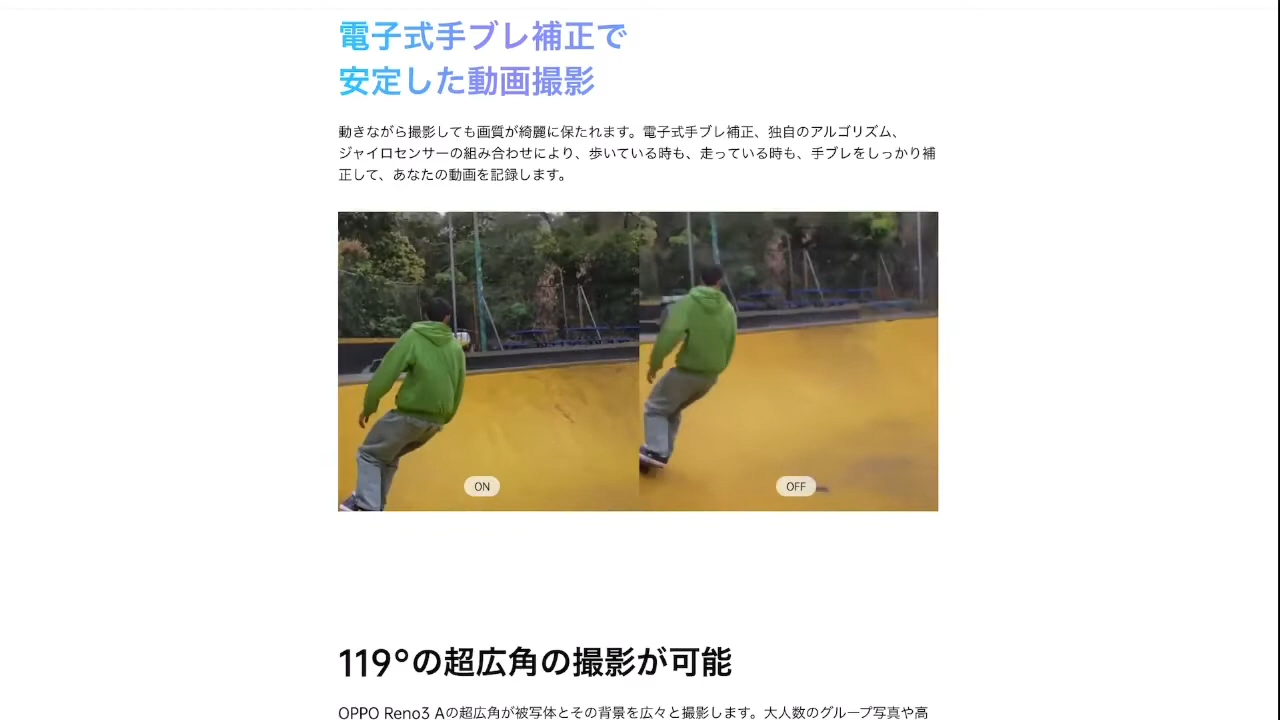 電子式手ブレ補正で
安定した動画撮影
動きながら撮影しても画質が綺麗に保たれます。電子式手ブレ補正、独自のアルゴリズム、
ジャイロセンサーの組み合わせにより、歩いている時も、走っている時も、手ブレをしっかり補
正して、あなたの動画を記録します。
ON
OFF
119°の超広角の撮影が可能
OPPO Reno3 Aの超広角が被写体とその背景を広々と撮影します。大人数のグループ写真や高